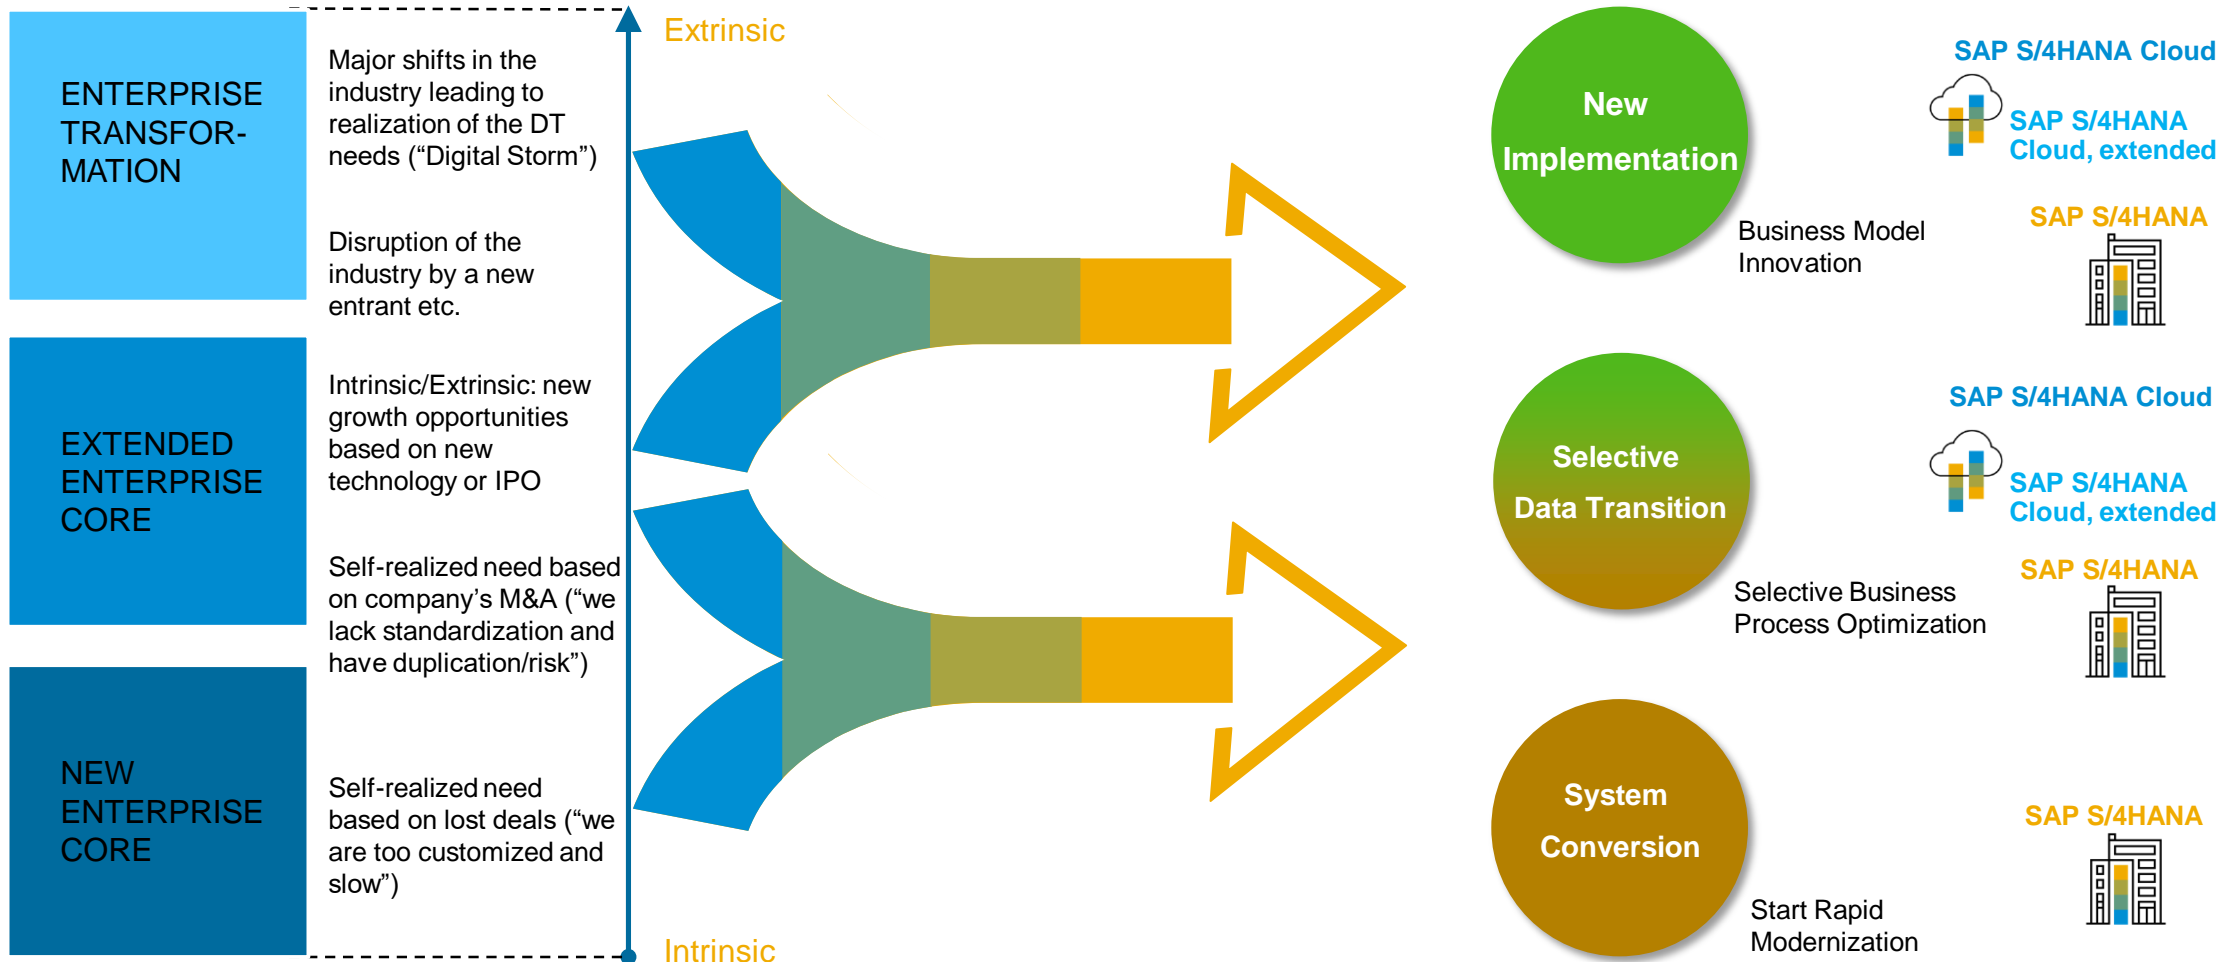 ENTERPRISE
TRANSFOR-
MATION
Major shifts in the
industry leading to
realization of the DT
needs (“Digital Storm”)
Disruption of the
industry by a new
entrant etc.
EXTENDED
ENTERPRISE
CORE
Intrinsic/Extrinsic: new
growth opportunities
based on new
technology or IPO
Self-realized need based
on company’s M&A (“we
lack standardization and
have duplication/risk”)
NEW
ENTERPRISE
CORE
Self-realized need
based on lost deals (“we
are too customized and
slow”)
Extrinsic
Intrinsic
New
Implementation
Business Model
Innovation
SAP S/4HANA Cloud
SAP S/4HANA
Cloud, extended
SAP S/4HANA
Selective
Data Transition
Selective Business
Process Optimization
SAP S/4HANA Cloud
SAP S/4HANA
Cloud, extended
SAP S/4HANA
System
Conversion
Start Rapid
Modernization
SAP S/4HANA